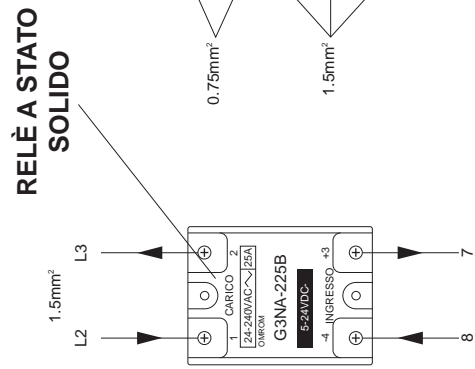 RELÈ A STATO
SOLIDO
0.75mm²
1.5mm²
1.5mm²
L2
L3
CARICO
1
2
24-240VAC 25A
OMROM
G3NA-225B
5-24VDC-
-4 INGRESSO +3
8
7